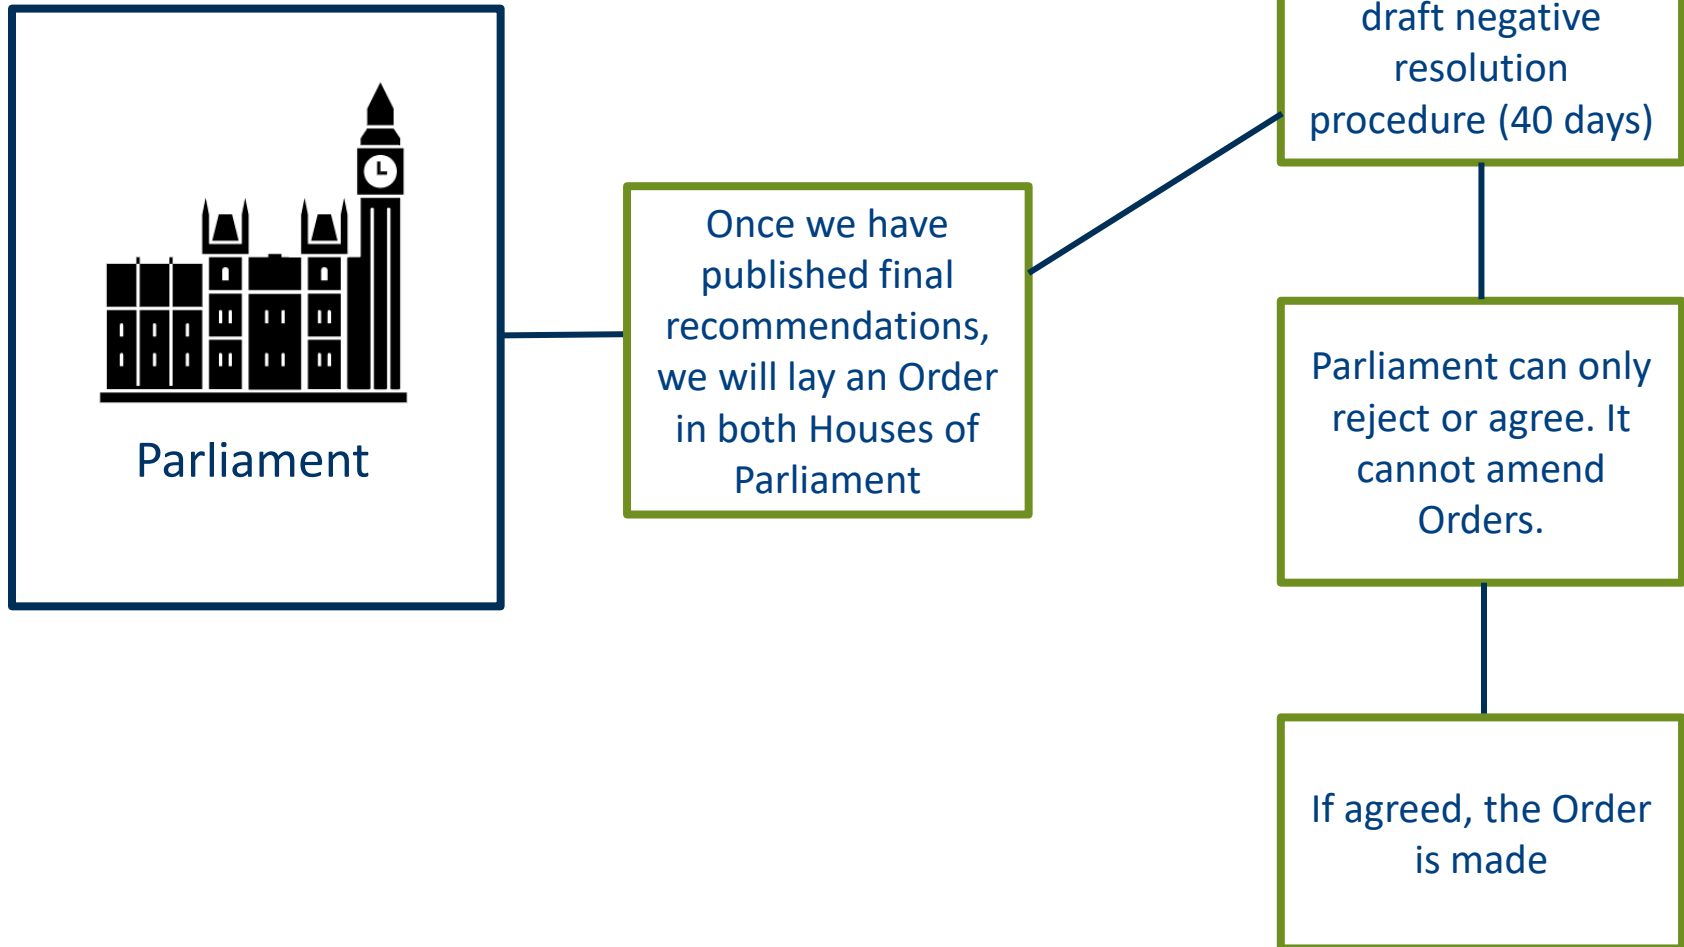 Parliament
Once we have
published final
recommendations,
we will lay an Order
in both Houses of
Parliament
draft negative
resolution
procedure (40 days)
Parliament can only
reject or agree. It
cannot amend
Orders.
If agreed, the Order
is made